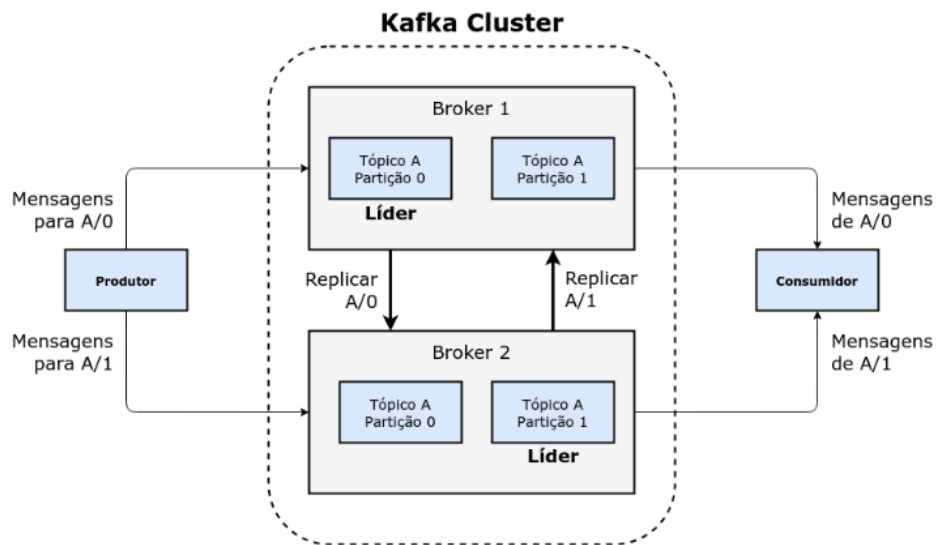 Kafka Cluster
Broker 1
Tópico A
Partição 0
Líder
Tópico A
Partição 1
Mensagens
para A/0
Mensagens
de A/0
Produtor
Replicar
A/0
Replicar
A/1
Consumidor
Mensagens
para A/1
Mensagens
de A/1
Broker 2
Tópico A
Partição 0
Tópico A
Partição 1
Líder